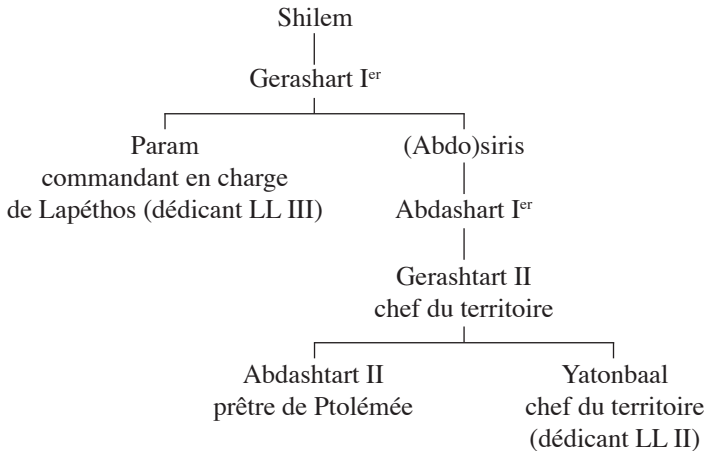 Shilem
Gerashart Iᵉʳ
Param
commandant en charge
de Lapéthos (dédicant LL III)
(Abdo)siris
Abdashart Iᵉʳ
Gerashtart II
chef du territoire
Abdashtart II
prêtre de Ptolémée
Yatonbaal
chef du territoire
(dédicant LL II)